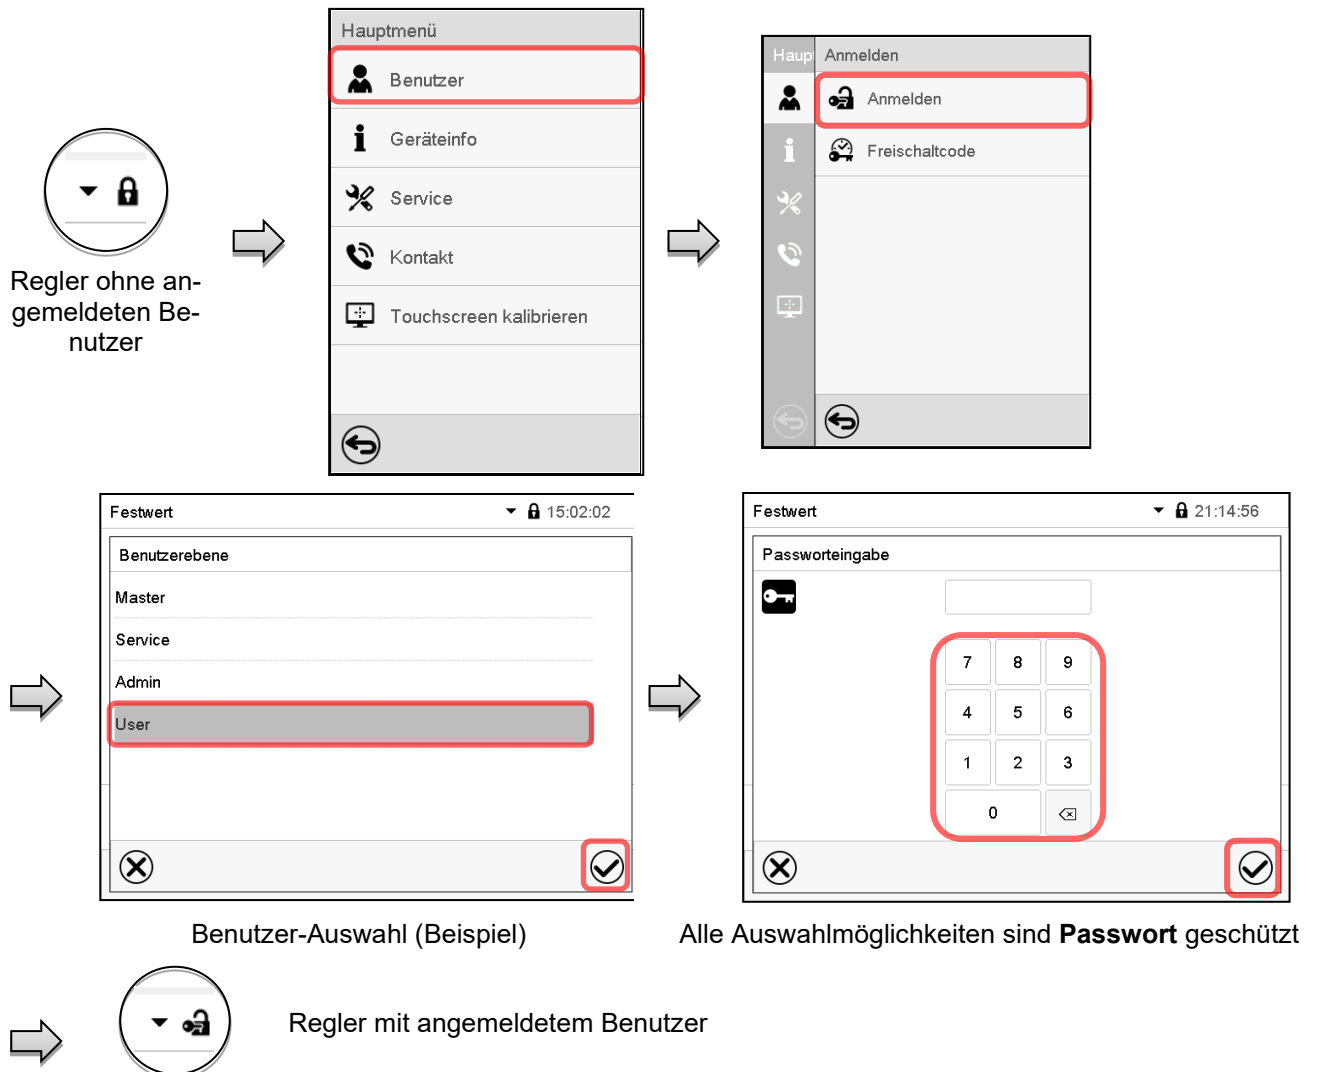 Hauptmenü
Benutzer
Geräteinfo
Service
Kontakt
Touchscreen kalibrieren
Regler ohne an-
gemeldeten Be-
nutzer
Haup
Anmelden
Anmelden
Freischaltcode
Festwert
15:02:02
Benutzerebene
Master
Service
Admin
User
Festwert
21:14:56
Passworteingabe
7 8 9
4 5 6
1 2 3
0
Benutzer-Auswahl (Beispiel)
Alle Auswahlmöglichkeiten sind Passwort geschützt
Regler mit angemeldetem Benutzer